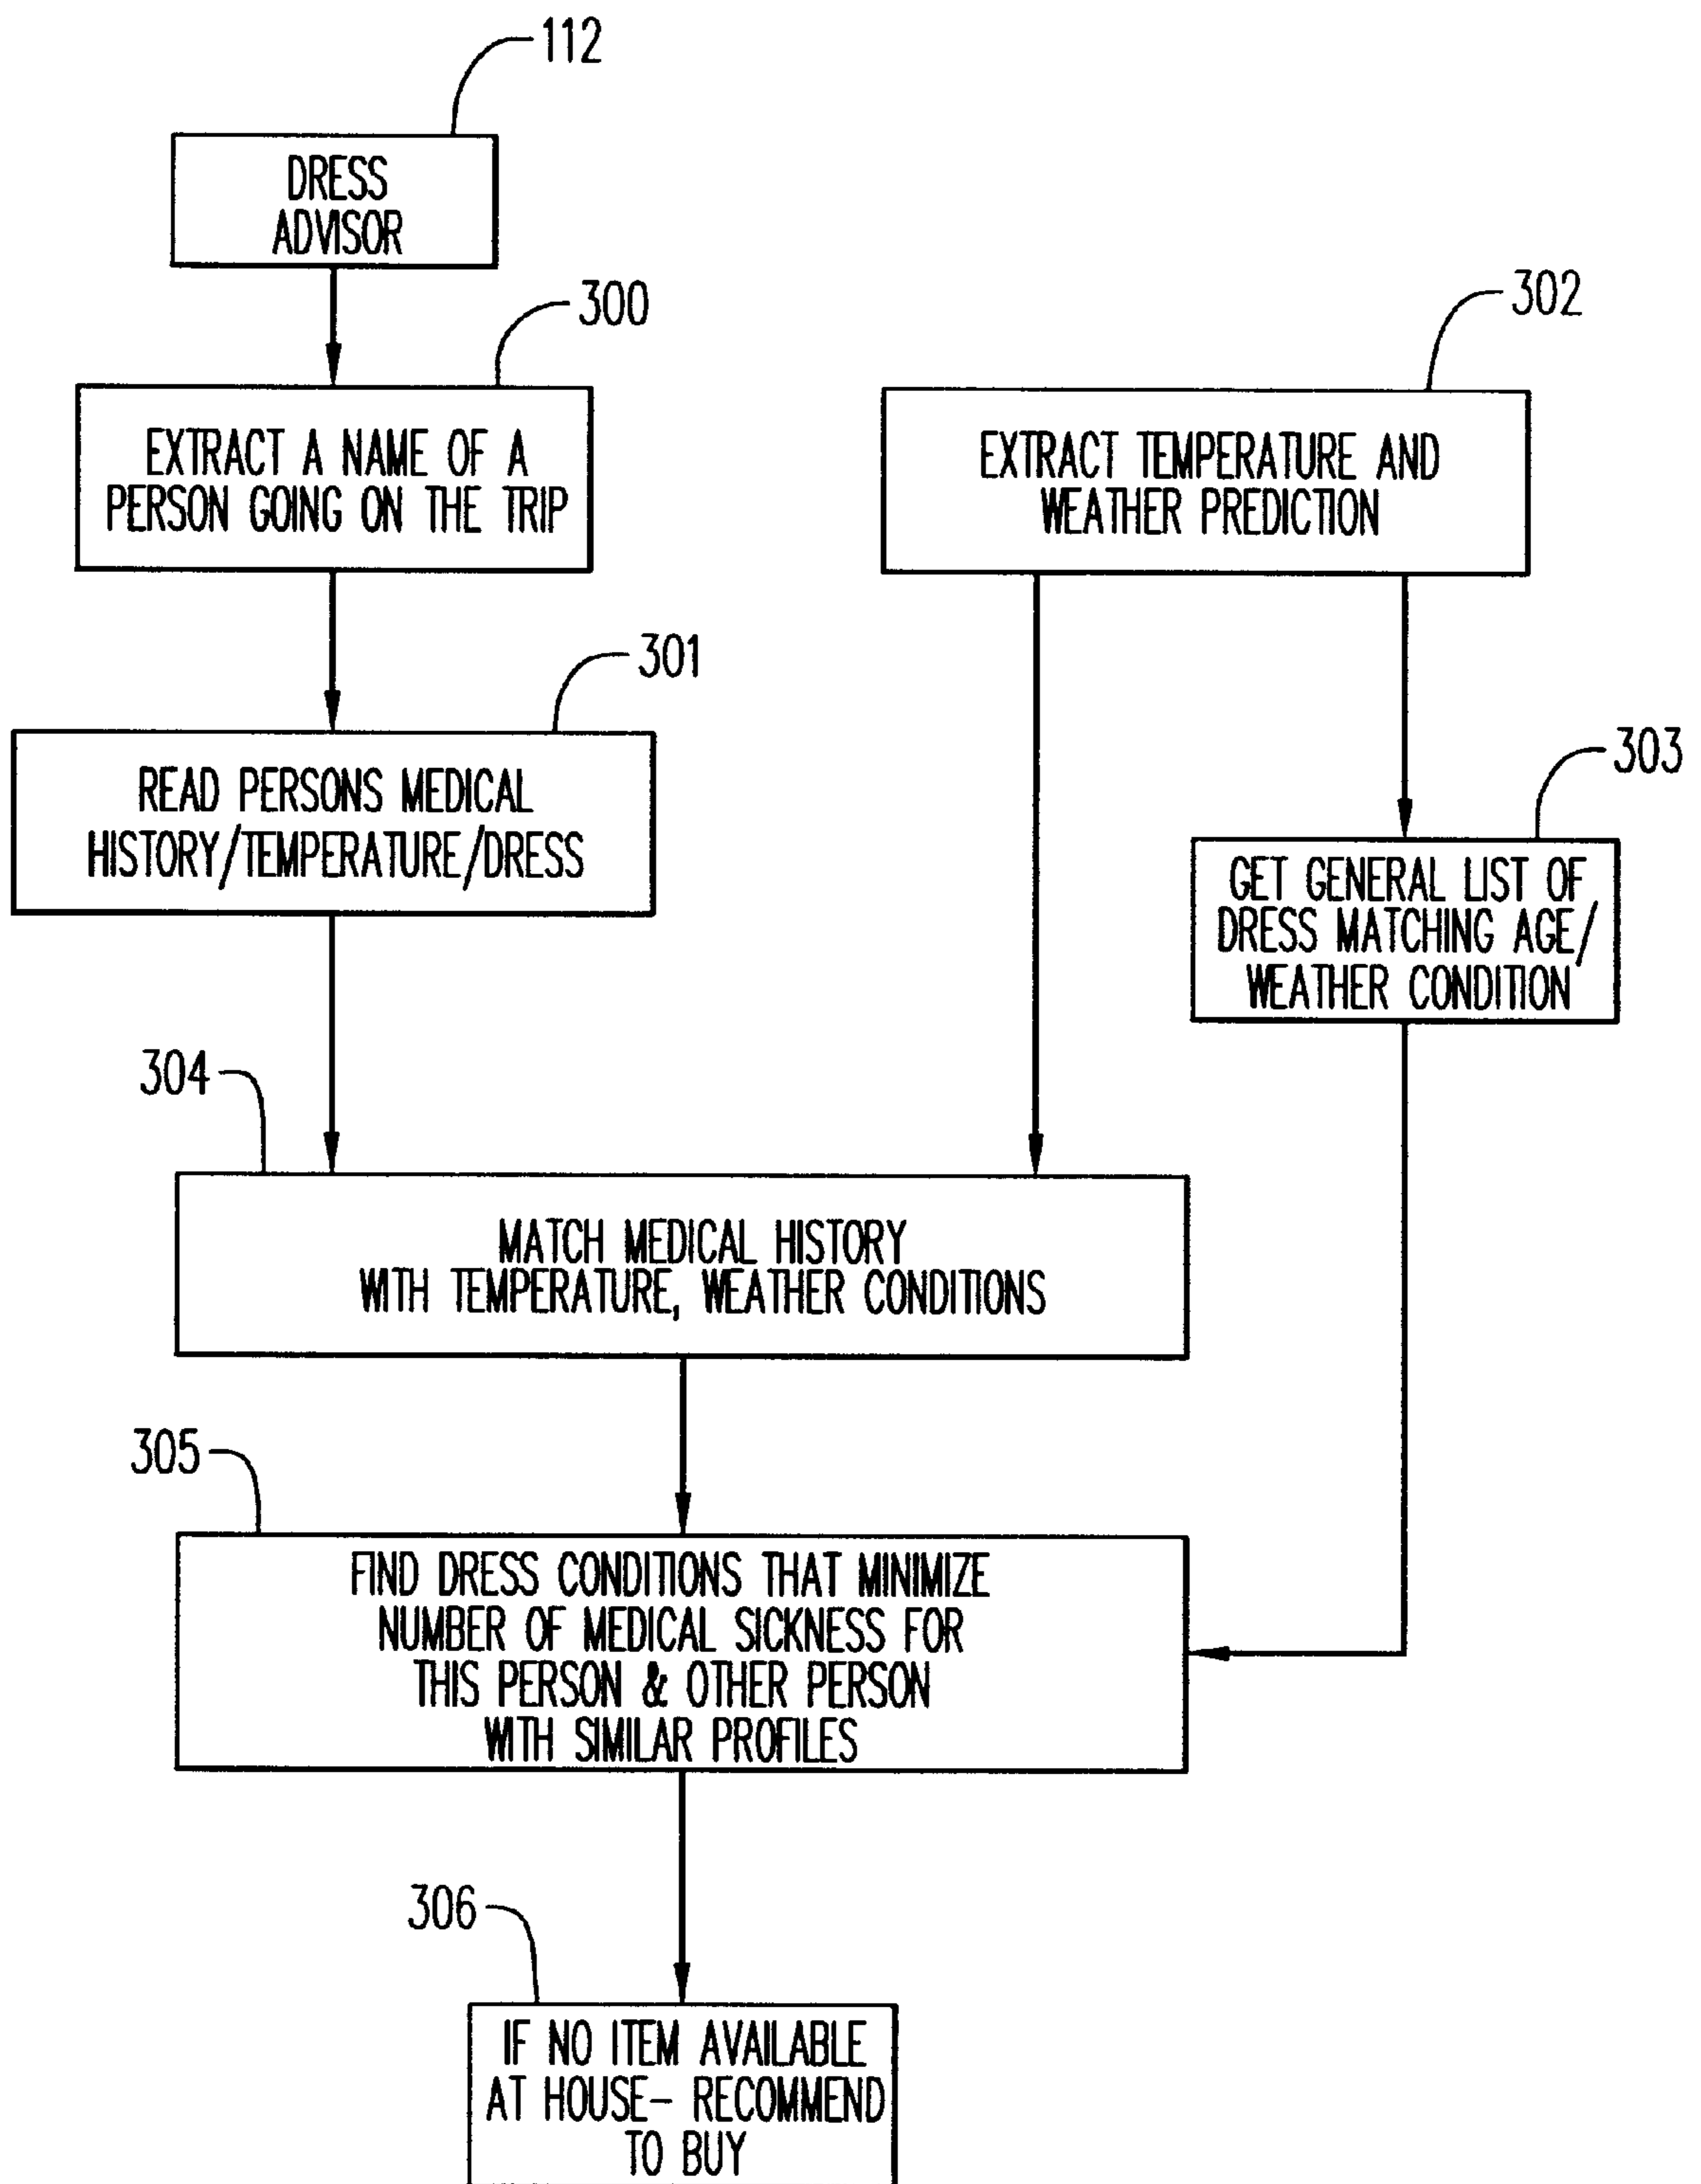 112
DRESS
ADVISOR
300
EXTRACT A NAME OF A
PERSON GOING ON THE TRIP
302
EXTRACT TEMPERATURE AND
WEATHER PREDICTION
301
READ PERSONS MEDICAL
HISTORY/TEMPERATURE/DRESS
303
GET GENERAL LIST OF
DRESS MATCHING AGE/
WEATHER CONDITION
304
MATCH MEDICAL HISTORY
WITH TEMPERATURE, WEATHER CONDITIONS
305
FIND DRESS CONDITIONS THAT MINIMIZE
NUMBER OF MEDICAL SICKNESS FOR
THIS PERSON & OTHER PERSON
WITH SIMILAR PROFILES
306
IF NO ITEM AVAILABLE
AT HOUSE- RECOMMEND
TO BUY